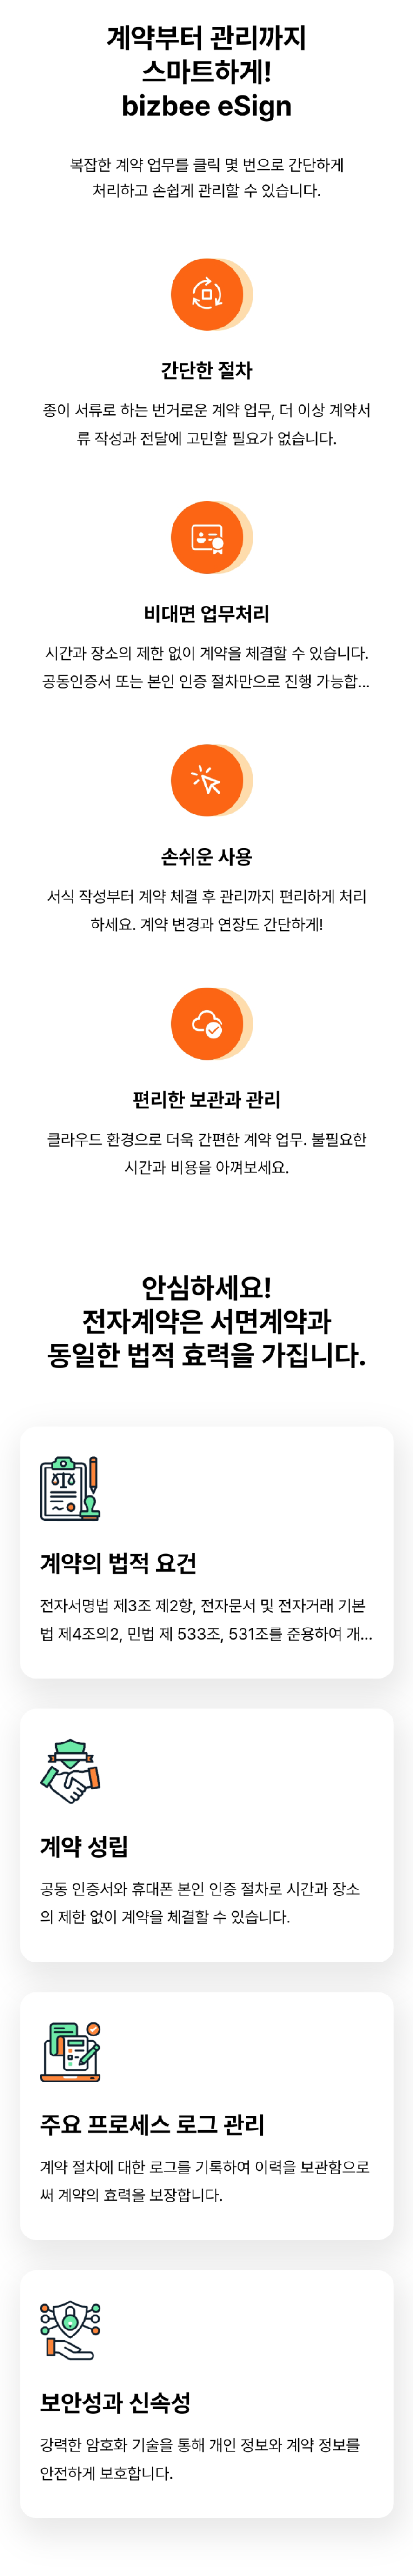 계약부터 관리까지
스마트하게!
bizbee eSign
복잡한 계약 업무를 클릭 몇 번으로 간단하게
처리하고 손쉽게 관리할 수 있습니다.
간단한 절차
종이 서류로 하는 번거로운 계약 업무, 더 이상 계약서
류 작성과 전달에 고민할 필요가 없습니다.
비대면 업무처리
시간과 장소의 제한 없이 계약을 체결할 수 있습니다.
공동인증서 또는 본인 인증 절차만으로 진행 가능합...
손쉬운 사용
서식 작성부터 계약 체결 후 관리까지 편리하게 처리
하세요. 계약 변경과 연장도 간단하게!
편리한 보관과 관리
클라우드 환경으로 더욱 간편한 계약 업무. 불필요한
시간과 비용을 아껴보세요.
안심하세요!
전자계약은 서면계약과
동일한 법적 효력을 가집니다.
계약의 법적 요건
전자서명법 제3조 제2항, 전자문서 및 전자거래 기본
법 제4조의2, 민법 제 533조, 531조를 준용하여 개...
계약 성립
공동 인증서와 휴대폰 본인 인증 절차로 시간과 장소
의 제한 없이 계약을 체결할 수 있습니다.
주요 프로세스 로그 관리
계약 절차에 대한 로그를 기록하여 이력을 보관함으로
써 계약의 효력을 보장합니다.
보안성과 신속성
강력한 암호화 기술을 통해 개인 정보와 계약 정보를
안전하게 보호합니다.